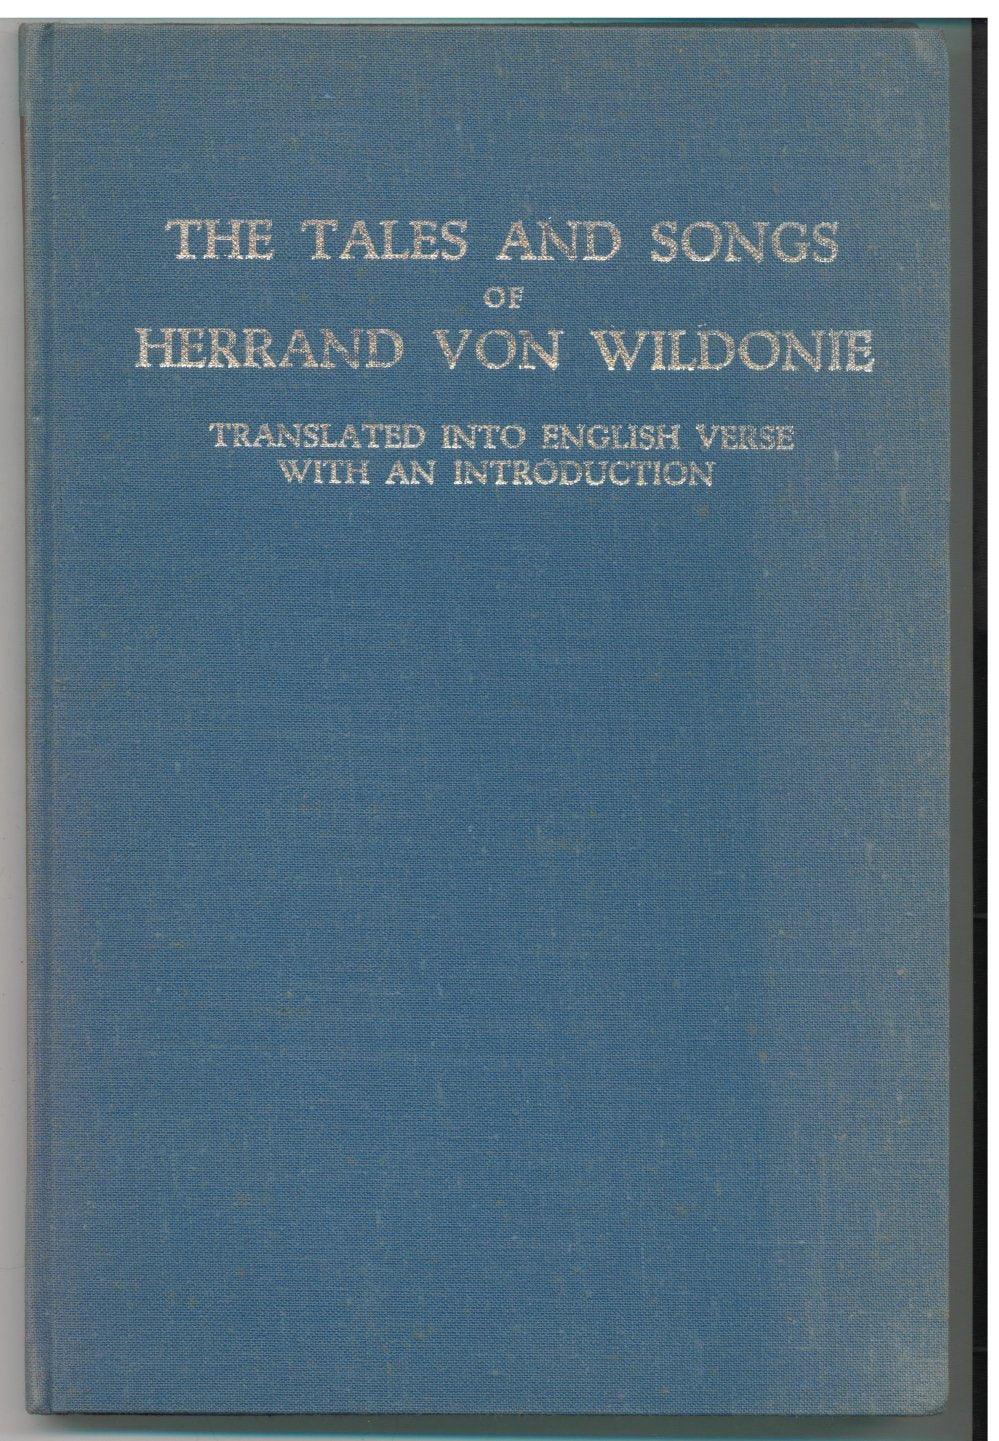 THE TALES AND SONGS
OF
HERRAND VON WILDONIE
TRANSLATED INTO ENGLISH VERSE
WITH AN INTRODUCTION